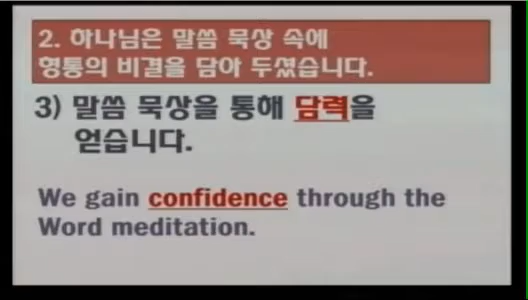 2. 하나님은 말씀 묵상 속에
형통의 비결을 담아 두셨습니다.
3) 말씀 묵상을 통해 담력을
얻습니다.
We gain confidence through the
Word meditation.